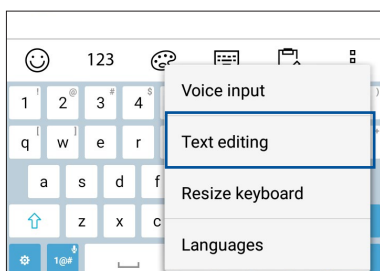 123
Voice input
1 ! 2 @ 3 # 4 $ )
Text editing
q [ w ] e r
a s d f
Resize keyboard
z x c
Languages
1@#